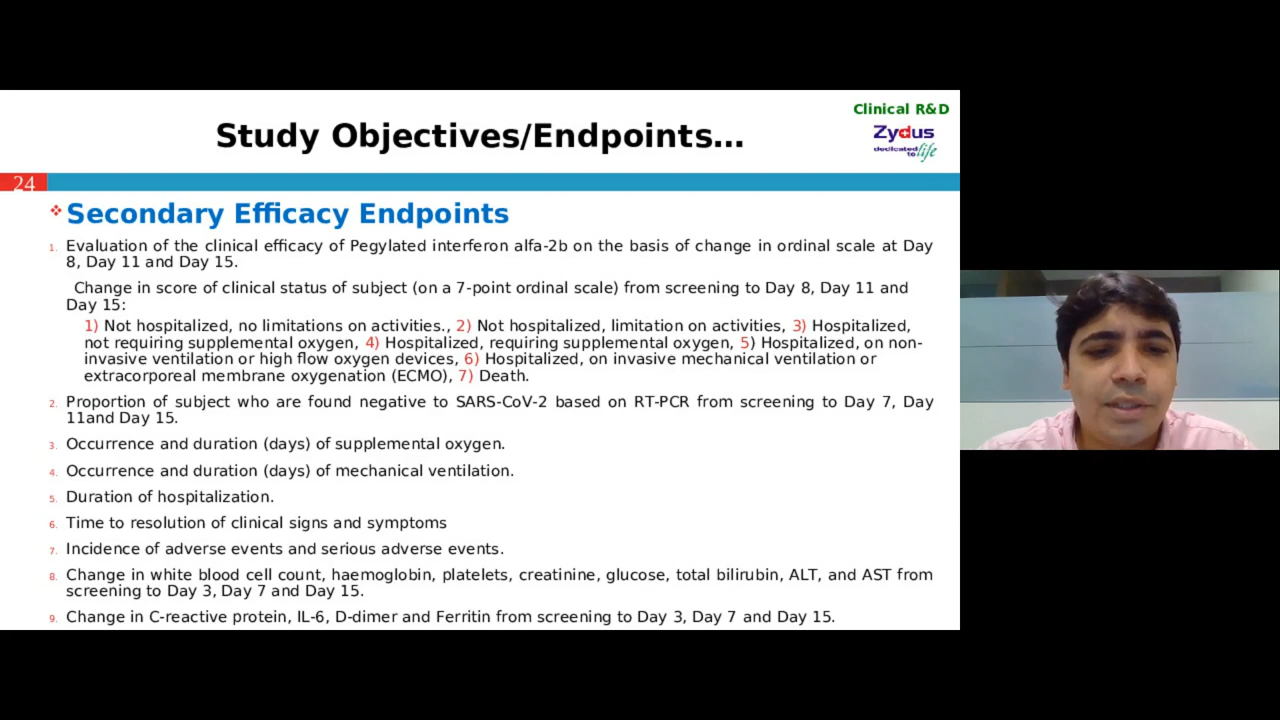 Clinical R&D
Study Objectives/Endpoints...
Zydus
dedicated
to life
24
❖ Secondary Efficacy Endpoints
1. Evaluation of the clinical efficacy of Pegylated interferon alfa-2b on the basis of change in ordinal scale at Day
8, Day 11 and Day 15.
Change in score of clinical status of subject (on a 7-point ordinal scale) from screening to Day 8, Day 11 and
Day 15:
1) Not hospitalized, no limitations on activities., 2) Not hospitalized, limitation on activities, 3) Hospitalized,
not requiring supplemental oxygen, 4) Hospitalized, requiring supplemental oxygen, 5) Hospitalized, on non-
invasive ventilation or high flow oxygen devices, 6) Hospitalized, on invasive mechanical ventilation or
extracorporeal membrane oxygenation (ECMO), 7) Death.
2. Proportion of subject who are found negative to SARS-CoV-2 based on RT-PCR from screening to Day 7, Day
11and Day 15.
3. Occurrence and duration (days) of supplemental oxygen.
4. Occurrence and duration (days) of mechanical ventilation.
5. Duration of hospitalization.
6. Time to resolution of clinical signs and symptoms
7. Incidence of adverse events and serious adverse events.
8. Change in white blood cell count, haemoglobin, platelets, creatinine, glucose, total bilirubin, ALT, and AST from
screening to Day 3, Day 7 and Day 15.
9. Change in C-reactive protein, IL-6, D-dimer and Ferritin from screening to Day 3, Day 7 and Day 15.